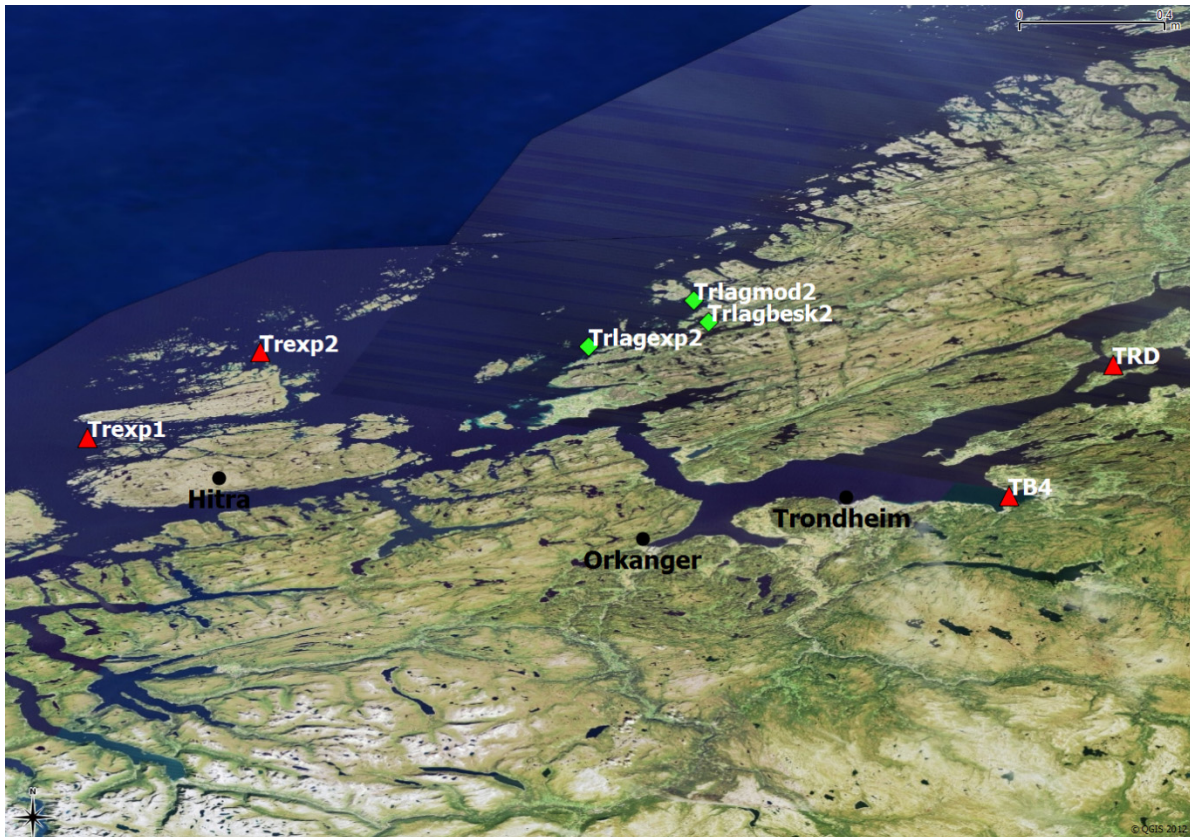 0 0,4
m
Trlagmod2
Trlagbesk2
Trlagexp2
Trexp2
TRD
Trexp1
Hitra
TB4
Trondheim
Orkanger
N
© QGIS 2012